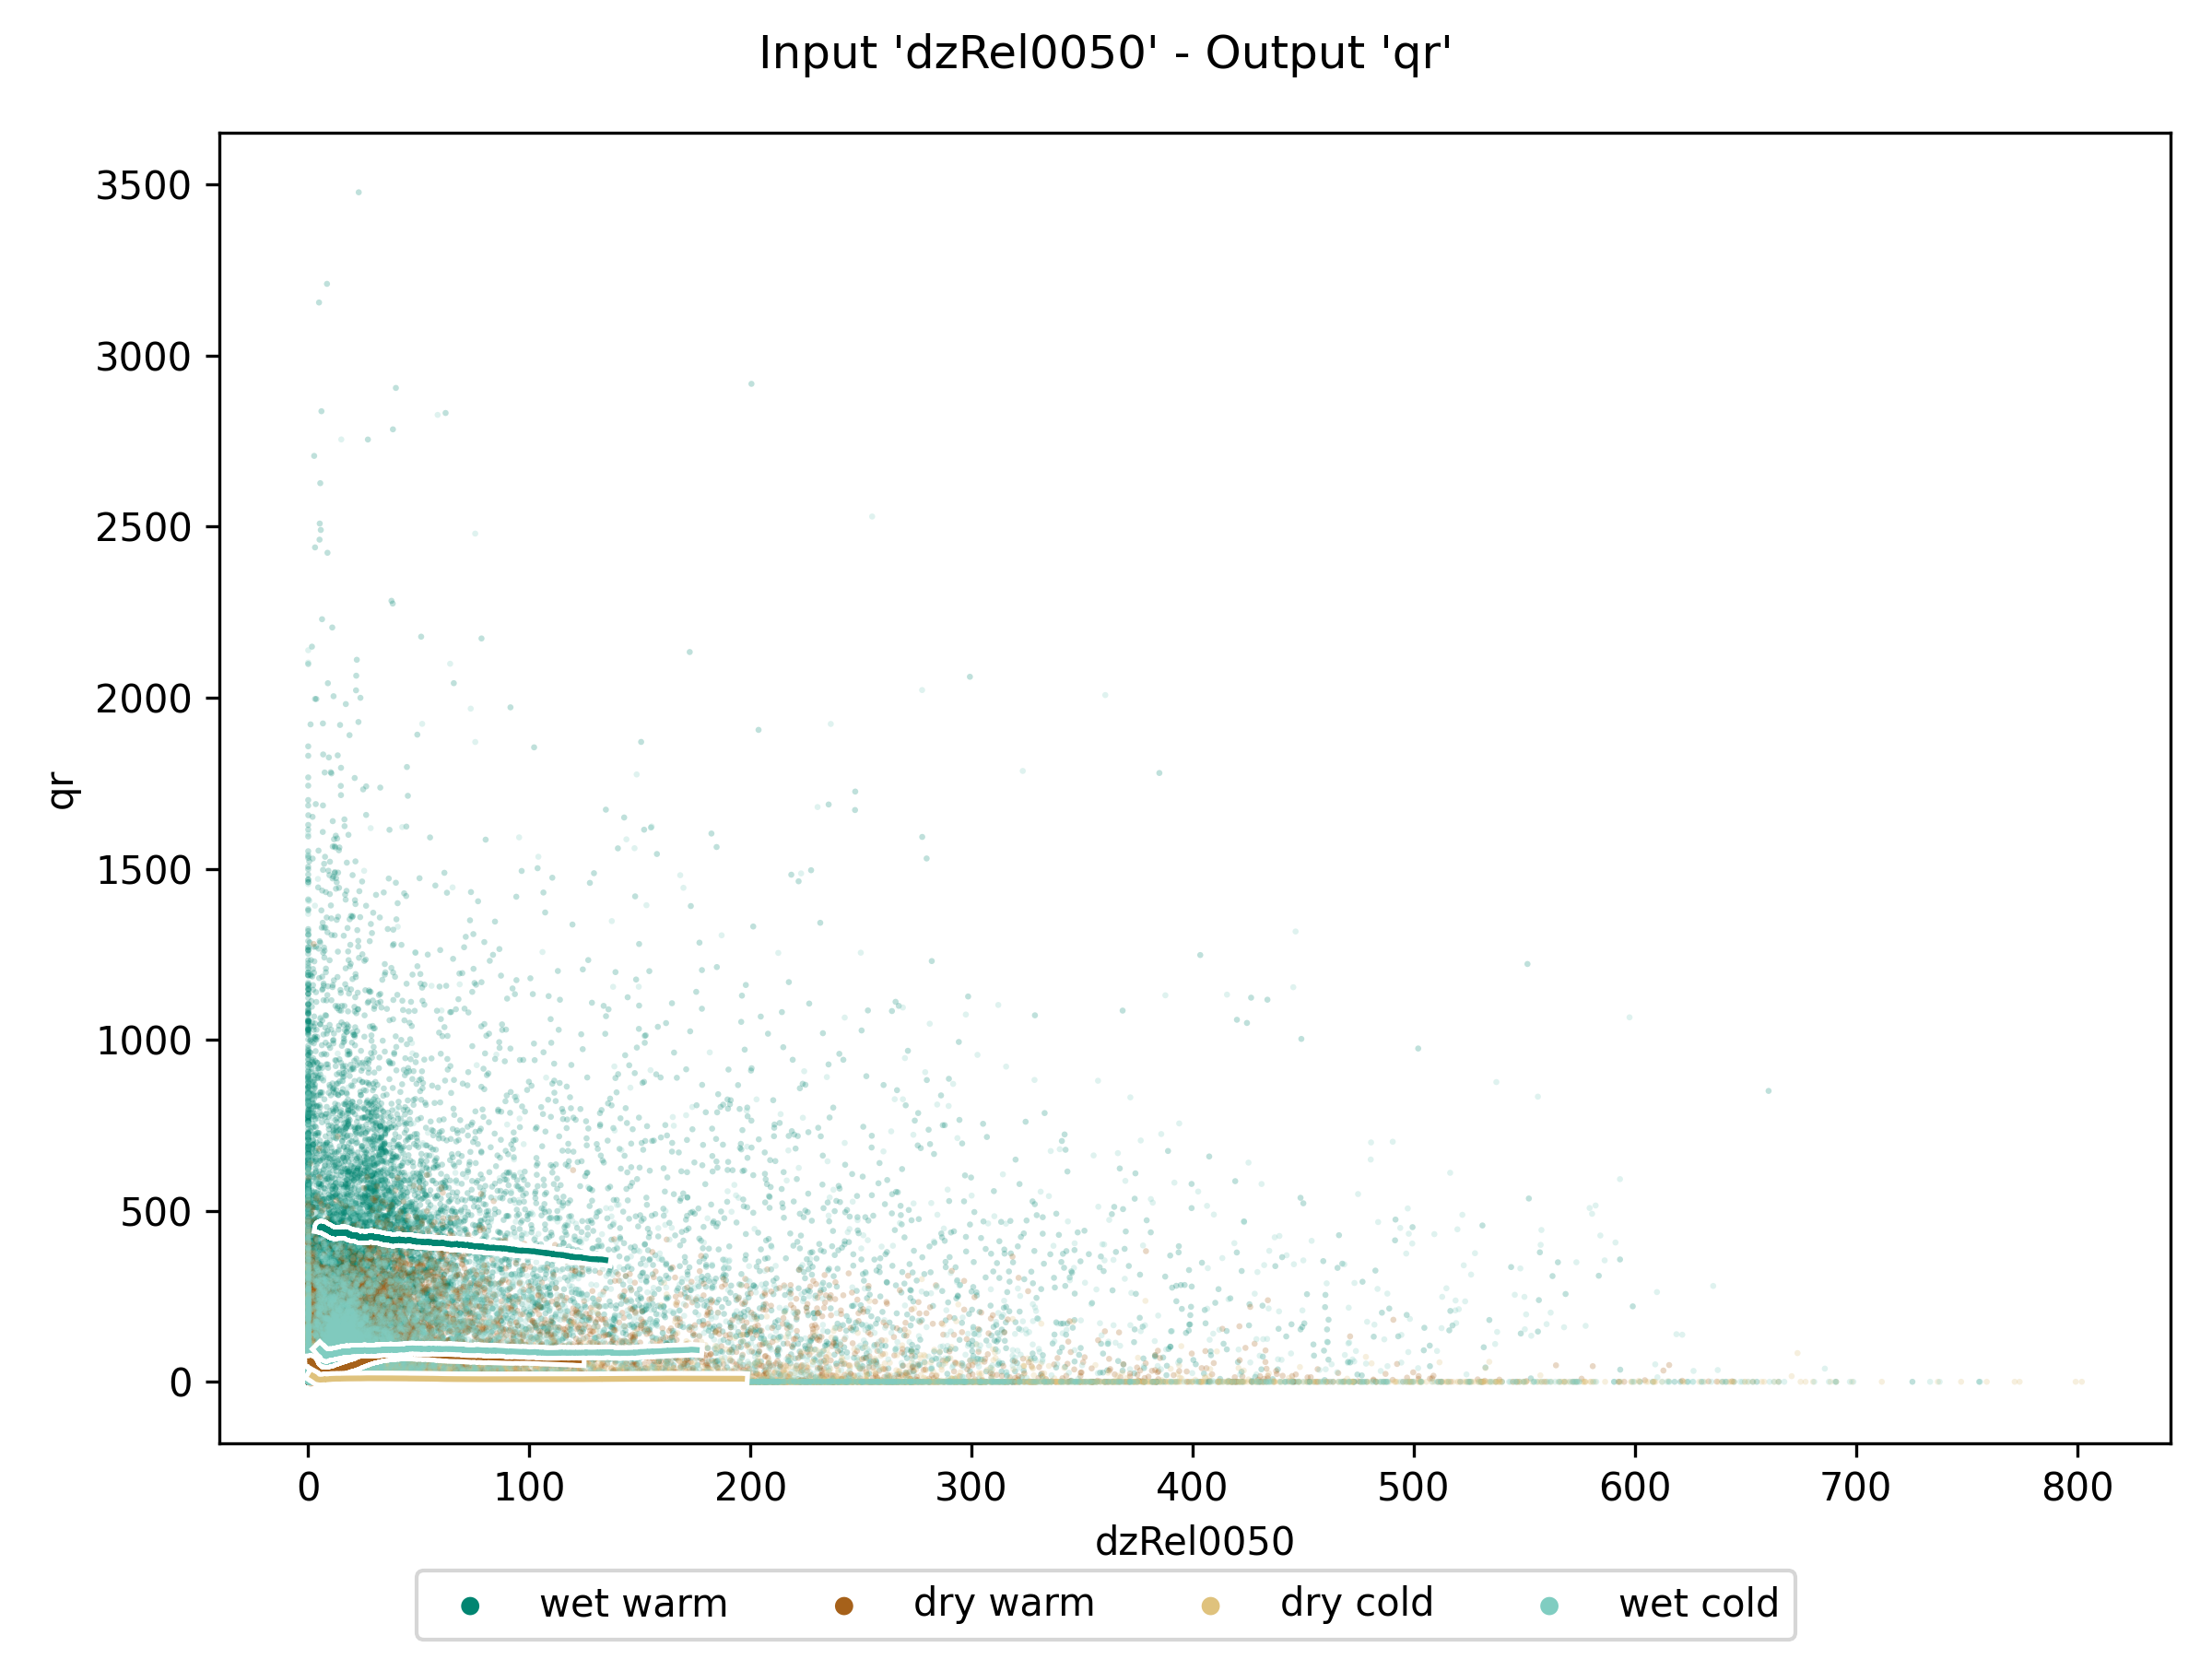 Input 'dzRel0050' - Output 'qr'
3500
3000
2500
2000
1500
1000
500
0
qr
0 100 200 300 400 500 600 700 800
dzRel0050
wet warm dry warm dry cold wet cold